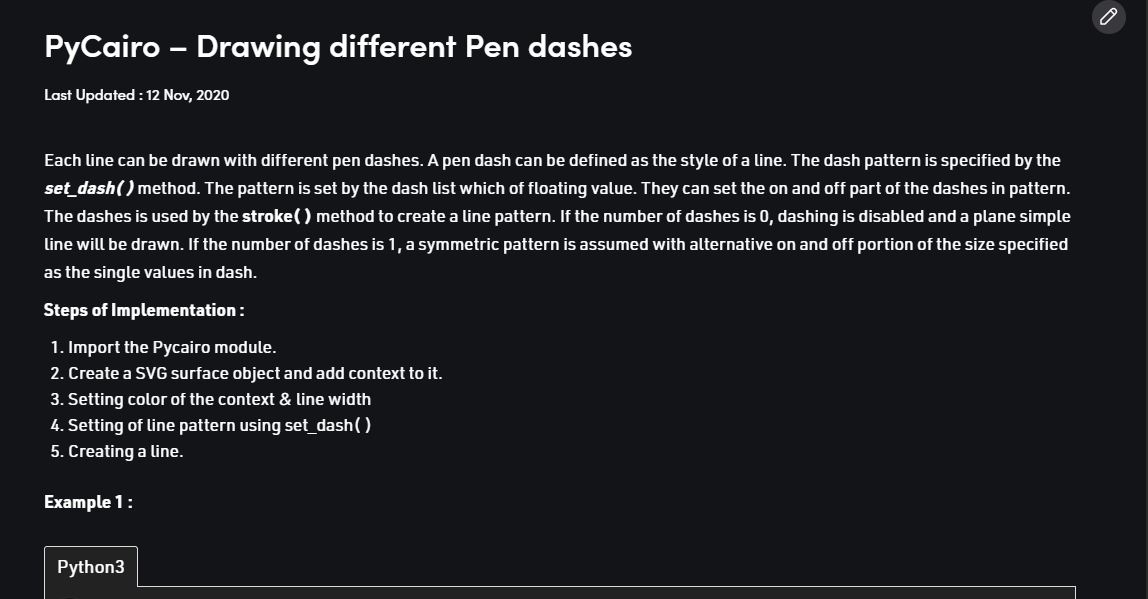 PyCairo – Drawing different Pen dashes
Last Updated : 12 Nov, 2020
Each line can be drawn with different pen dashes. A pen dash can be defined as the style of a line. The dash pattern is specified by the
set_dash( ) method. The pattern is set by the dash list which of floating value. They can set the on and off part of the dashes in pattern.
The dashes is used by the stroke( ) method to create a line pattern. If the number of dashes is 0, dashing is disabled and a plane simple
line will be drawn. If the number of dashes is 1, a symmetric pattern is assumed with alternative on and off portion of the size specified
as the single values in dash.
Steps of Implementation :
1. Import the Pycairo module.
2. Create a SVG surface object and add context to it.
3. Setting color of the context & line width
4. Setting of line pattern using set_dash( )
5. Creating a line.
Example 1 :
Python3